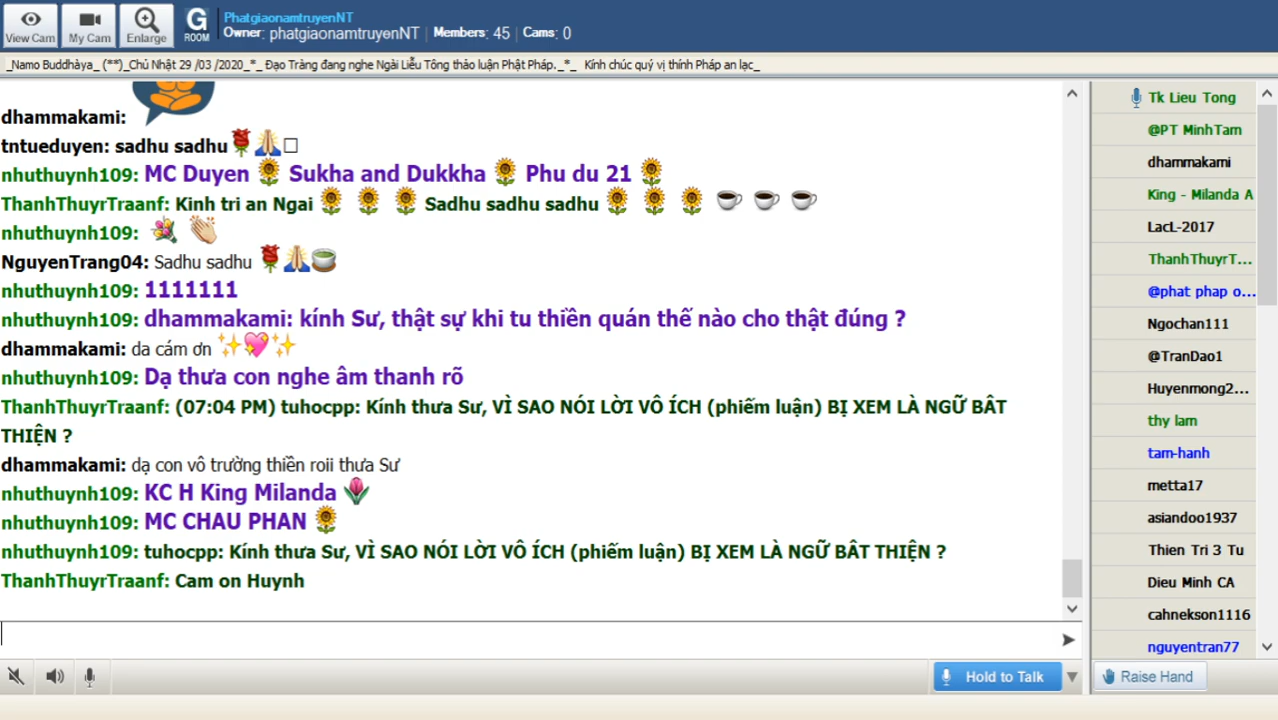 View Cam
My Cam
Enlarge
G
ROOM
PhatgiaonamtruyenNT
Owner: phatgiaonamtruyenNT | Members: 45 | Cams: 0
_Namo Buddhàya_ (**)_Chủ Nhật 29 /03 /2020_*_ Đạo Tràng đang nghe Ngài Liễu Tông thảo luận Phật Pháp._*_ Kính chúc quý vị thính Pháp an lạc_
dhammakami:
tntueduyen: sadhu sadhu🌹🙏□
nhuthuynh109: MC Duyen 🌻 Sukha and Dukkha 🌻 Phu du 21 🌻
ThanhThuyrTraanf: Kinh tri an Ngai 🌻 🌻 🌻 Sadhu sadhu sadhu 🌻 🌻 🌻 ☕ ☕ ☕
nhuthuynh109: 💐 👏
NguyenTrang04: Sadhu sadhu 🌹🙏🍵
nhuthuynh109: 1111111
nhuthuynh109: dhammakami: kính Sư, thật sự khi tu thiền quán thế nào cho thật đúng ?
dhammakami: da cám ơn ✨💖✨
nhuthuynh109: Dạ thưa con nghe âm thanh rõ
ThanhThuyrTraanf: (07:04 PM) tuhocpp: Kính thưa Sư, VÌ SAO NÓI LỜI VÔ ÍCH (phiếm luận) BỊ XEM LÀ NGỮ BẤT
THIỆN ?
dhammakami: dạ con vô trường thiền roii thưa Sư
nhuthuynh109: KC H King Milanda 🌷
nhuthuynh109: MC CHAU PHAN 🌻
nhuthuynh109: tuhocpp: Kính thưa Sư, VÌ SAO NÓI LỜI VÔ ÍCH (phiếm luận) BỊ XEM LÀ NGỮ BẤT THIỆN ?
ThanhThuyrTraanf: Cam on Huynh
Tk Lieu Tong
@PT MinhTam
dhammakami
King - Milanda A
LacL-2017
ThanhThuyrT...
@phat phap o...
Ngochan111
@TranDao1
Huyenmong2...
thy lam
tam-hanh
metta17
asiandoo1937
Thien Tri 3 Tu
Dieu Minh CA
cahnekson1116
nguyentran77
Hold to Talk
Raise Hand